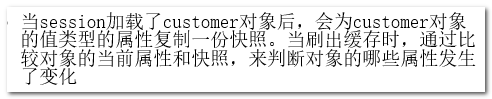 当session加载了customer对象后，会为customer对象
的值类型的属性复制一份快照。当刷出缓存时，通过比
较对象的当前属性和快照，来判断对象的哪些属性发生
了变化